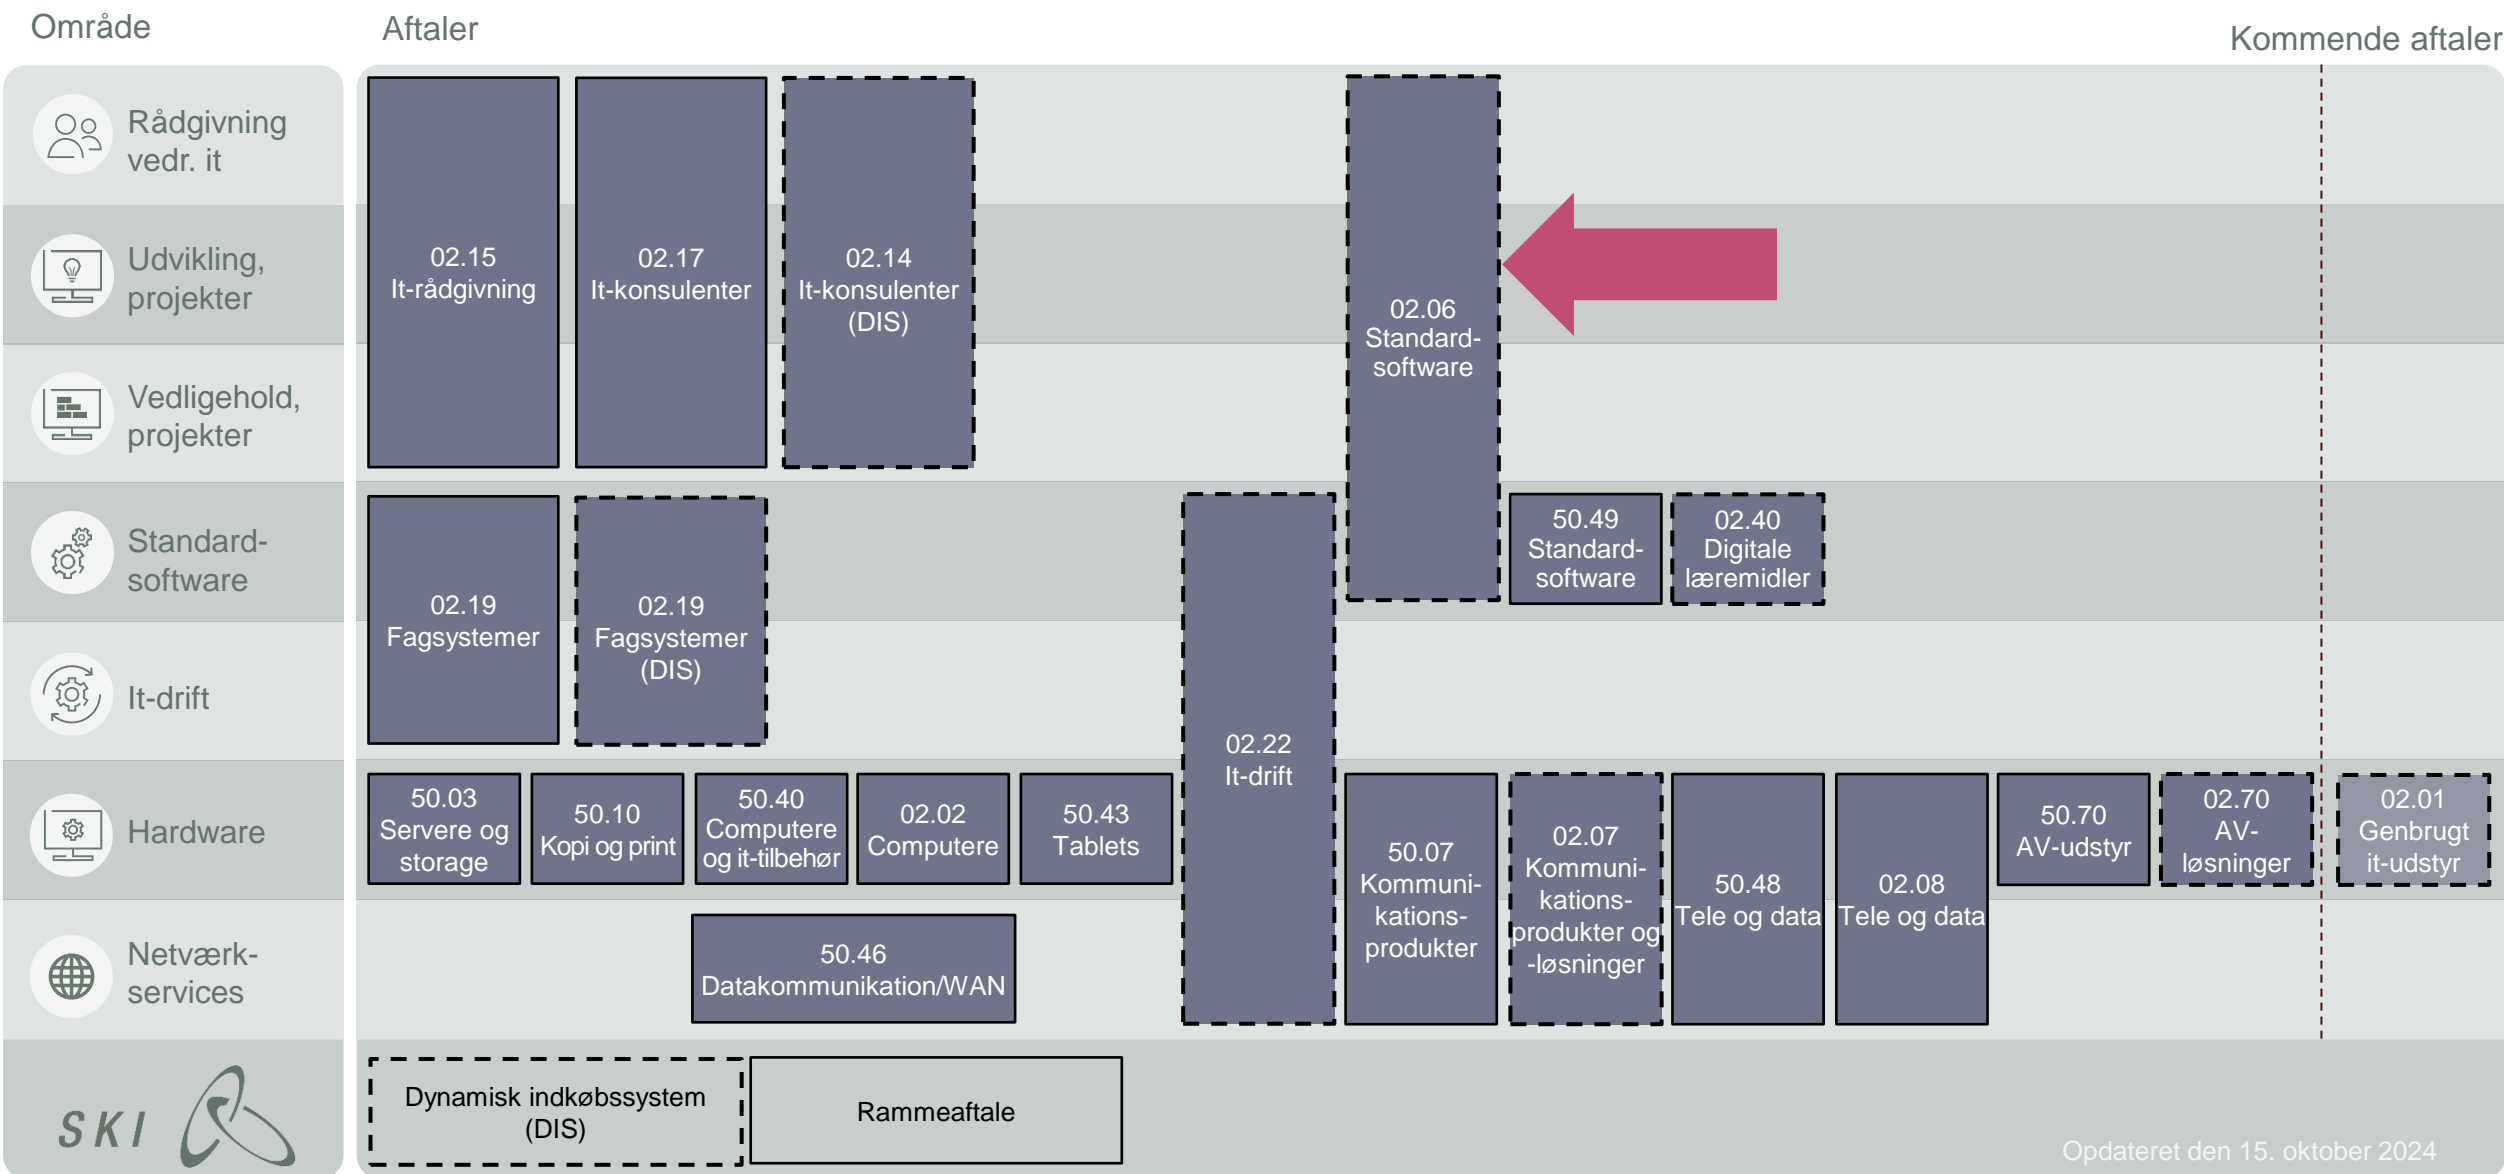 Område
Aftaler
Kommende aftaler
Rådgivning
vedr. it
Udvikling,
projekter
Vedligehold,
projekter
Standard-
software
It-drift
Hardware
Netværk-
services
02.15
It-rådgivning
02.17
It-konsulenter
02.14
It-konsulenter
(DIS)
02.06
Standard-
software
02.19
Fagsystemer
02.19
Fagsystemer
(DIS)
02.22
It-drift
50.49
Standard-
software
02.40
Digitale
læremidler
50.03
Servere og
storage
50.10
Kopi og print
50.40
Computere
og it-tilbehør
02.02
Computere
50.43
Tablets
50.07
Kommuni-
kations-
produkter
02.07
Kommuni-
kations-
produkter og
-løsninger
50.48
Tele og data
02.08
Tele og data
50.70
AV-udstyr
02.70
AV-
løsninger
02.01
Genbrugt
it-udstyr
50.46
Datakommunikation/WAN
SKI
Dynamisk indkøbssystem
(DIS)
Rammeaftale
Opdateret den 15. oktober 2024